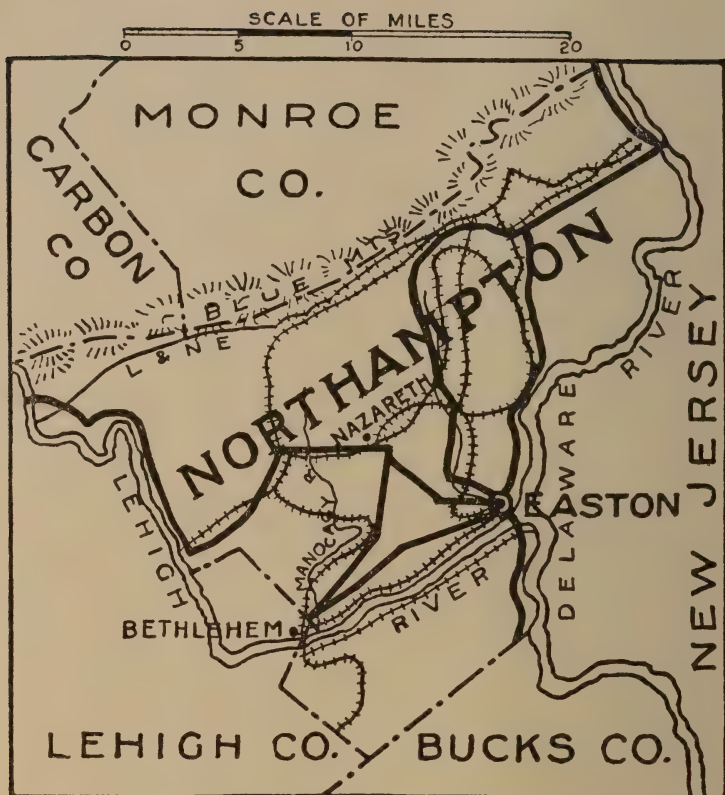 SCALE OF MILES
0 5 10 20
MONROE
CO.
CARBON
CO
BLUE MTS
L & N E
NORTHAMPTON
NAZARETH
RIVER
NEW JERSEY
LEHIGH
MANOCACY
R
EASTON
DELAWARE
RIVER
BETHLEHEM
LEHIGH CO.
BUCKS CO.